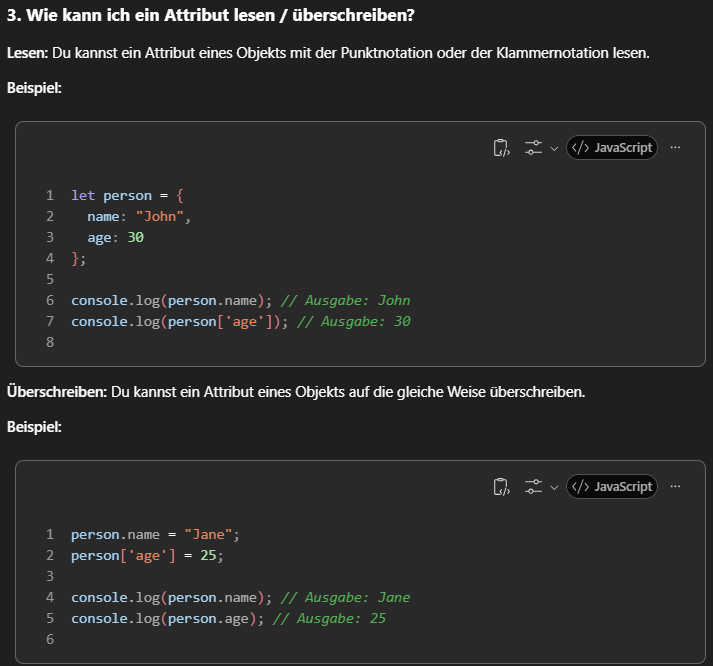 3. Wie kann ich ein Attribut lesen / überschreiben?
Lesen: Du kannst ein Attribut eines Objekts mit der Punktnotation oder der Klammernotation lesen.
Beispiel:
</> JavaScript ...
1 let person = {
2   name: "John",
3   age: 30
4 };
5
6 console.log(person.name); // Ausgabe: John
7 console.log(person['age']); // Ausgabe: 30
8
Überschreiben: Du kannst ein Attribut eines Objekts auf die gleiche Weise überschreiben.
Beispiel:
</> JavaScript ...
1 person.name = "Jane";
2 person['age'] = 25;
3
4 console.log(person.name); // Ausgabe: Jane
5 console.log(person.age); // Ausgabe: 25
6